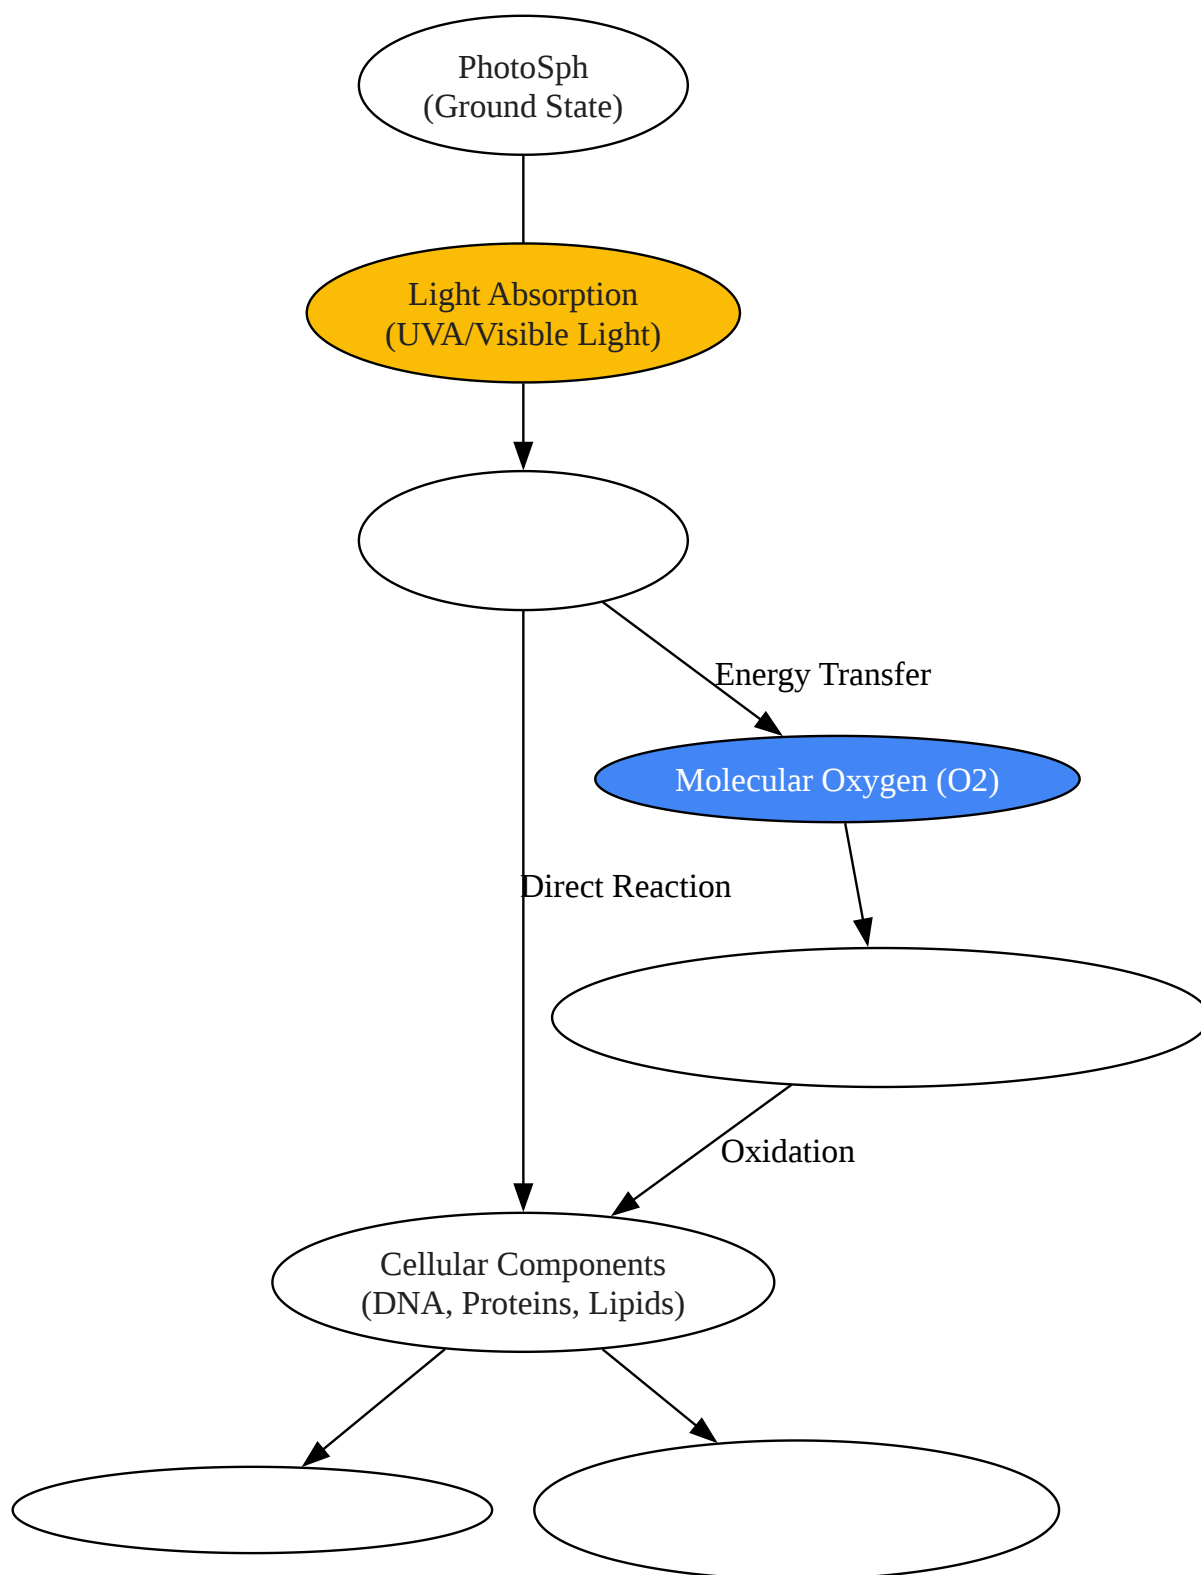 PhotoSph
(Ground State)
Light Absorption
(UVA/Visible Light)
Energy Transfer
Molecular Oxygen (O2)
Direct Reaction
Oxidation
Cellular Components
(DNA, Proteins, Lipids)